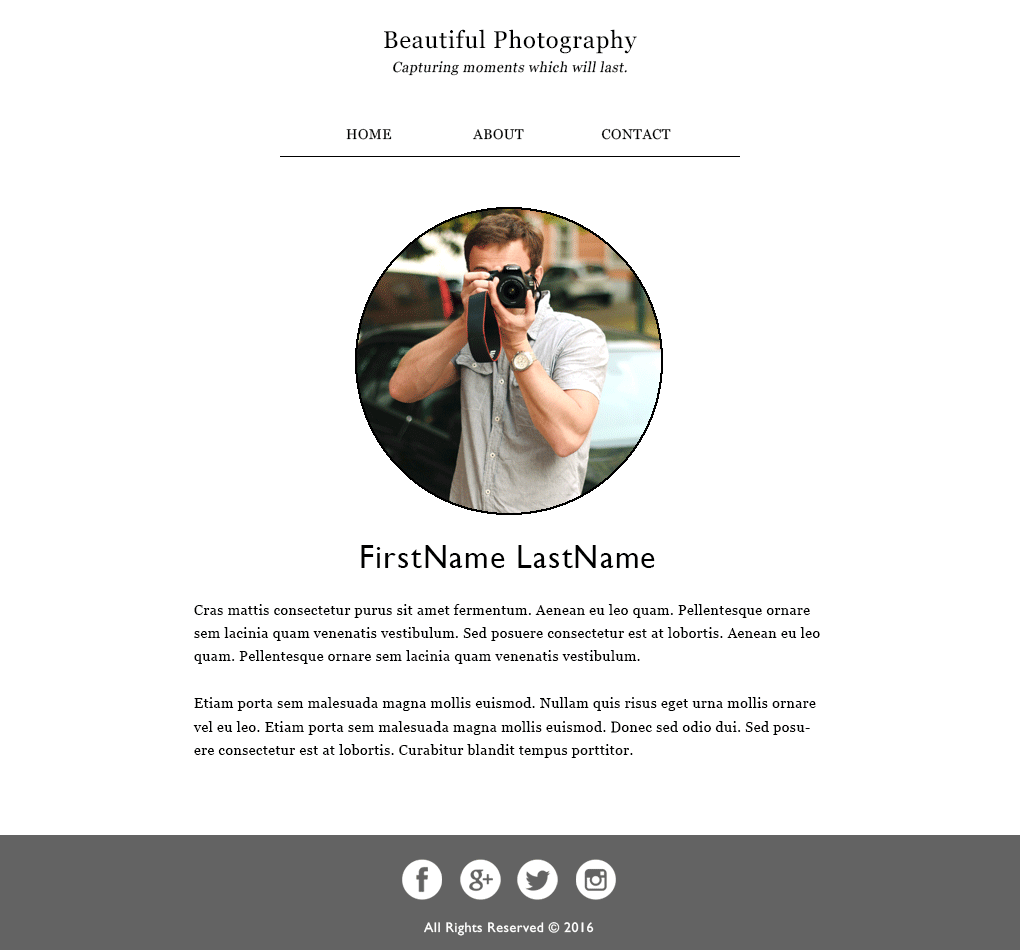 Beautiful Photography
Capturing moments which will last.
HOME ABOUT CONTACT
FirstName LastName
Cras mattis consectetur purus sit amet fermentum. Aenean eu leo quam. Pellentesque ornare
sem lacinia quam venenatis vestibulum. Sed posuere consectetur est at lobortis. Aenean eu leo
quam. Pellentesque ornare sem lacinia quam venenatis vestibulum.
Etiam porta sem malesuada magna mollis euismod. Nullam quis risus eget urna mollis ornare
vel eu leo. Etiam porta sem malesuada magna mollis euismod. Donec sed odio dui. Sed posu-
ere consectetur est at lobortis. Curabitur blandit tempus porttitor.
All Rights Reserved © 2016